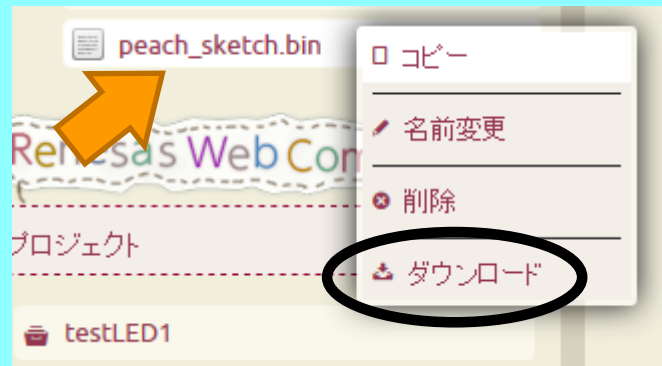 peach_sketch.bin
コピー
名前変更
Renesas Web Com
削除
プロジェクト
ダウンロード
testLED1